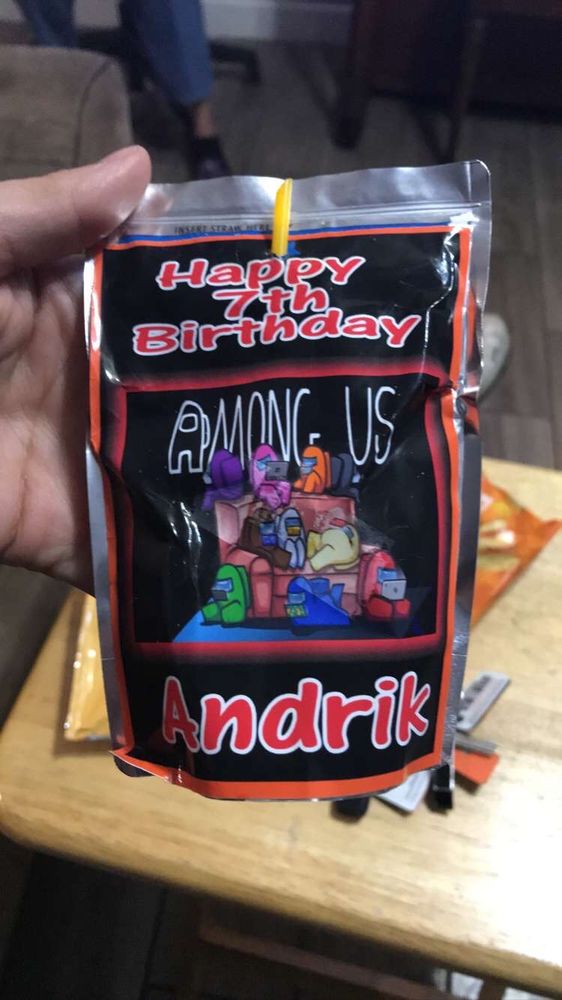 INSERT STRAW HERE
Happy
7th
Birthday
AMONG US
Andrik